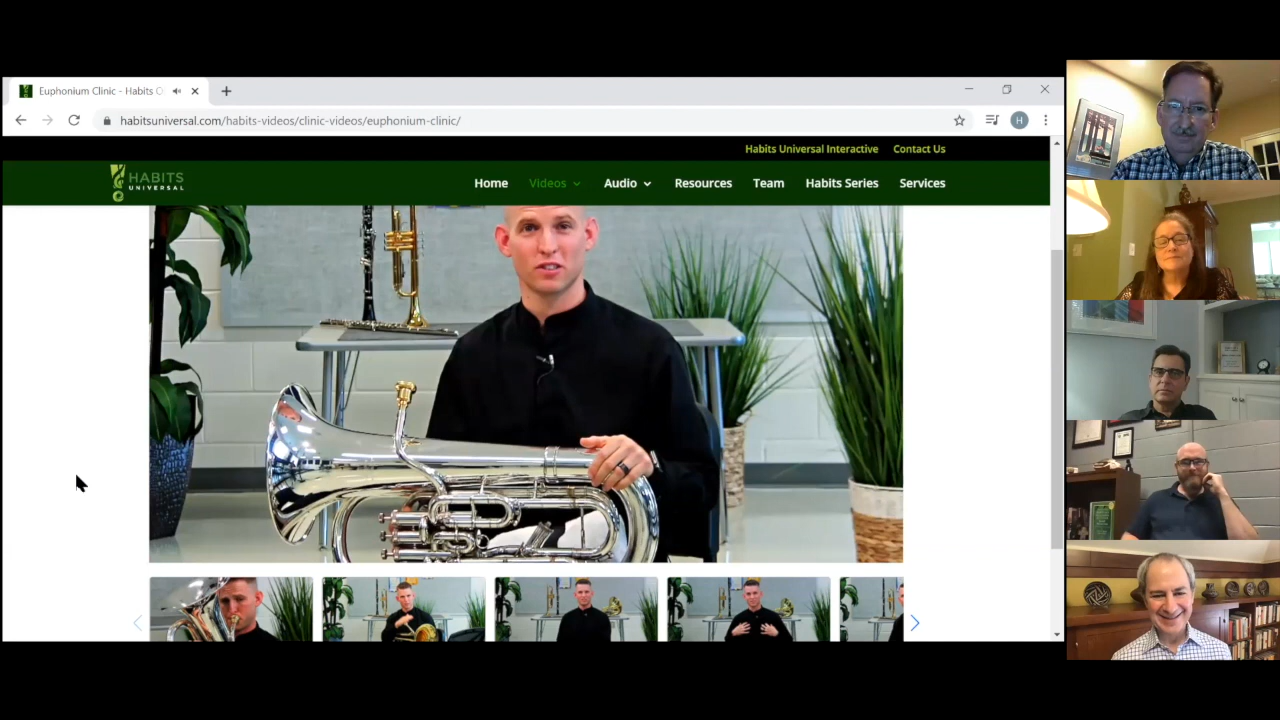 Euphonium Clinic - Habits O
habitsuniversal.com/habits-videos/clinic-videos/euphonium-clinic/
H
Habits Universal Interactive Contact Us
HABITS
UNIVERSAL
Home Videos Audio Resources Team Habits Series Services